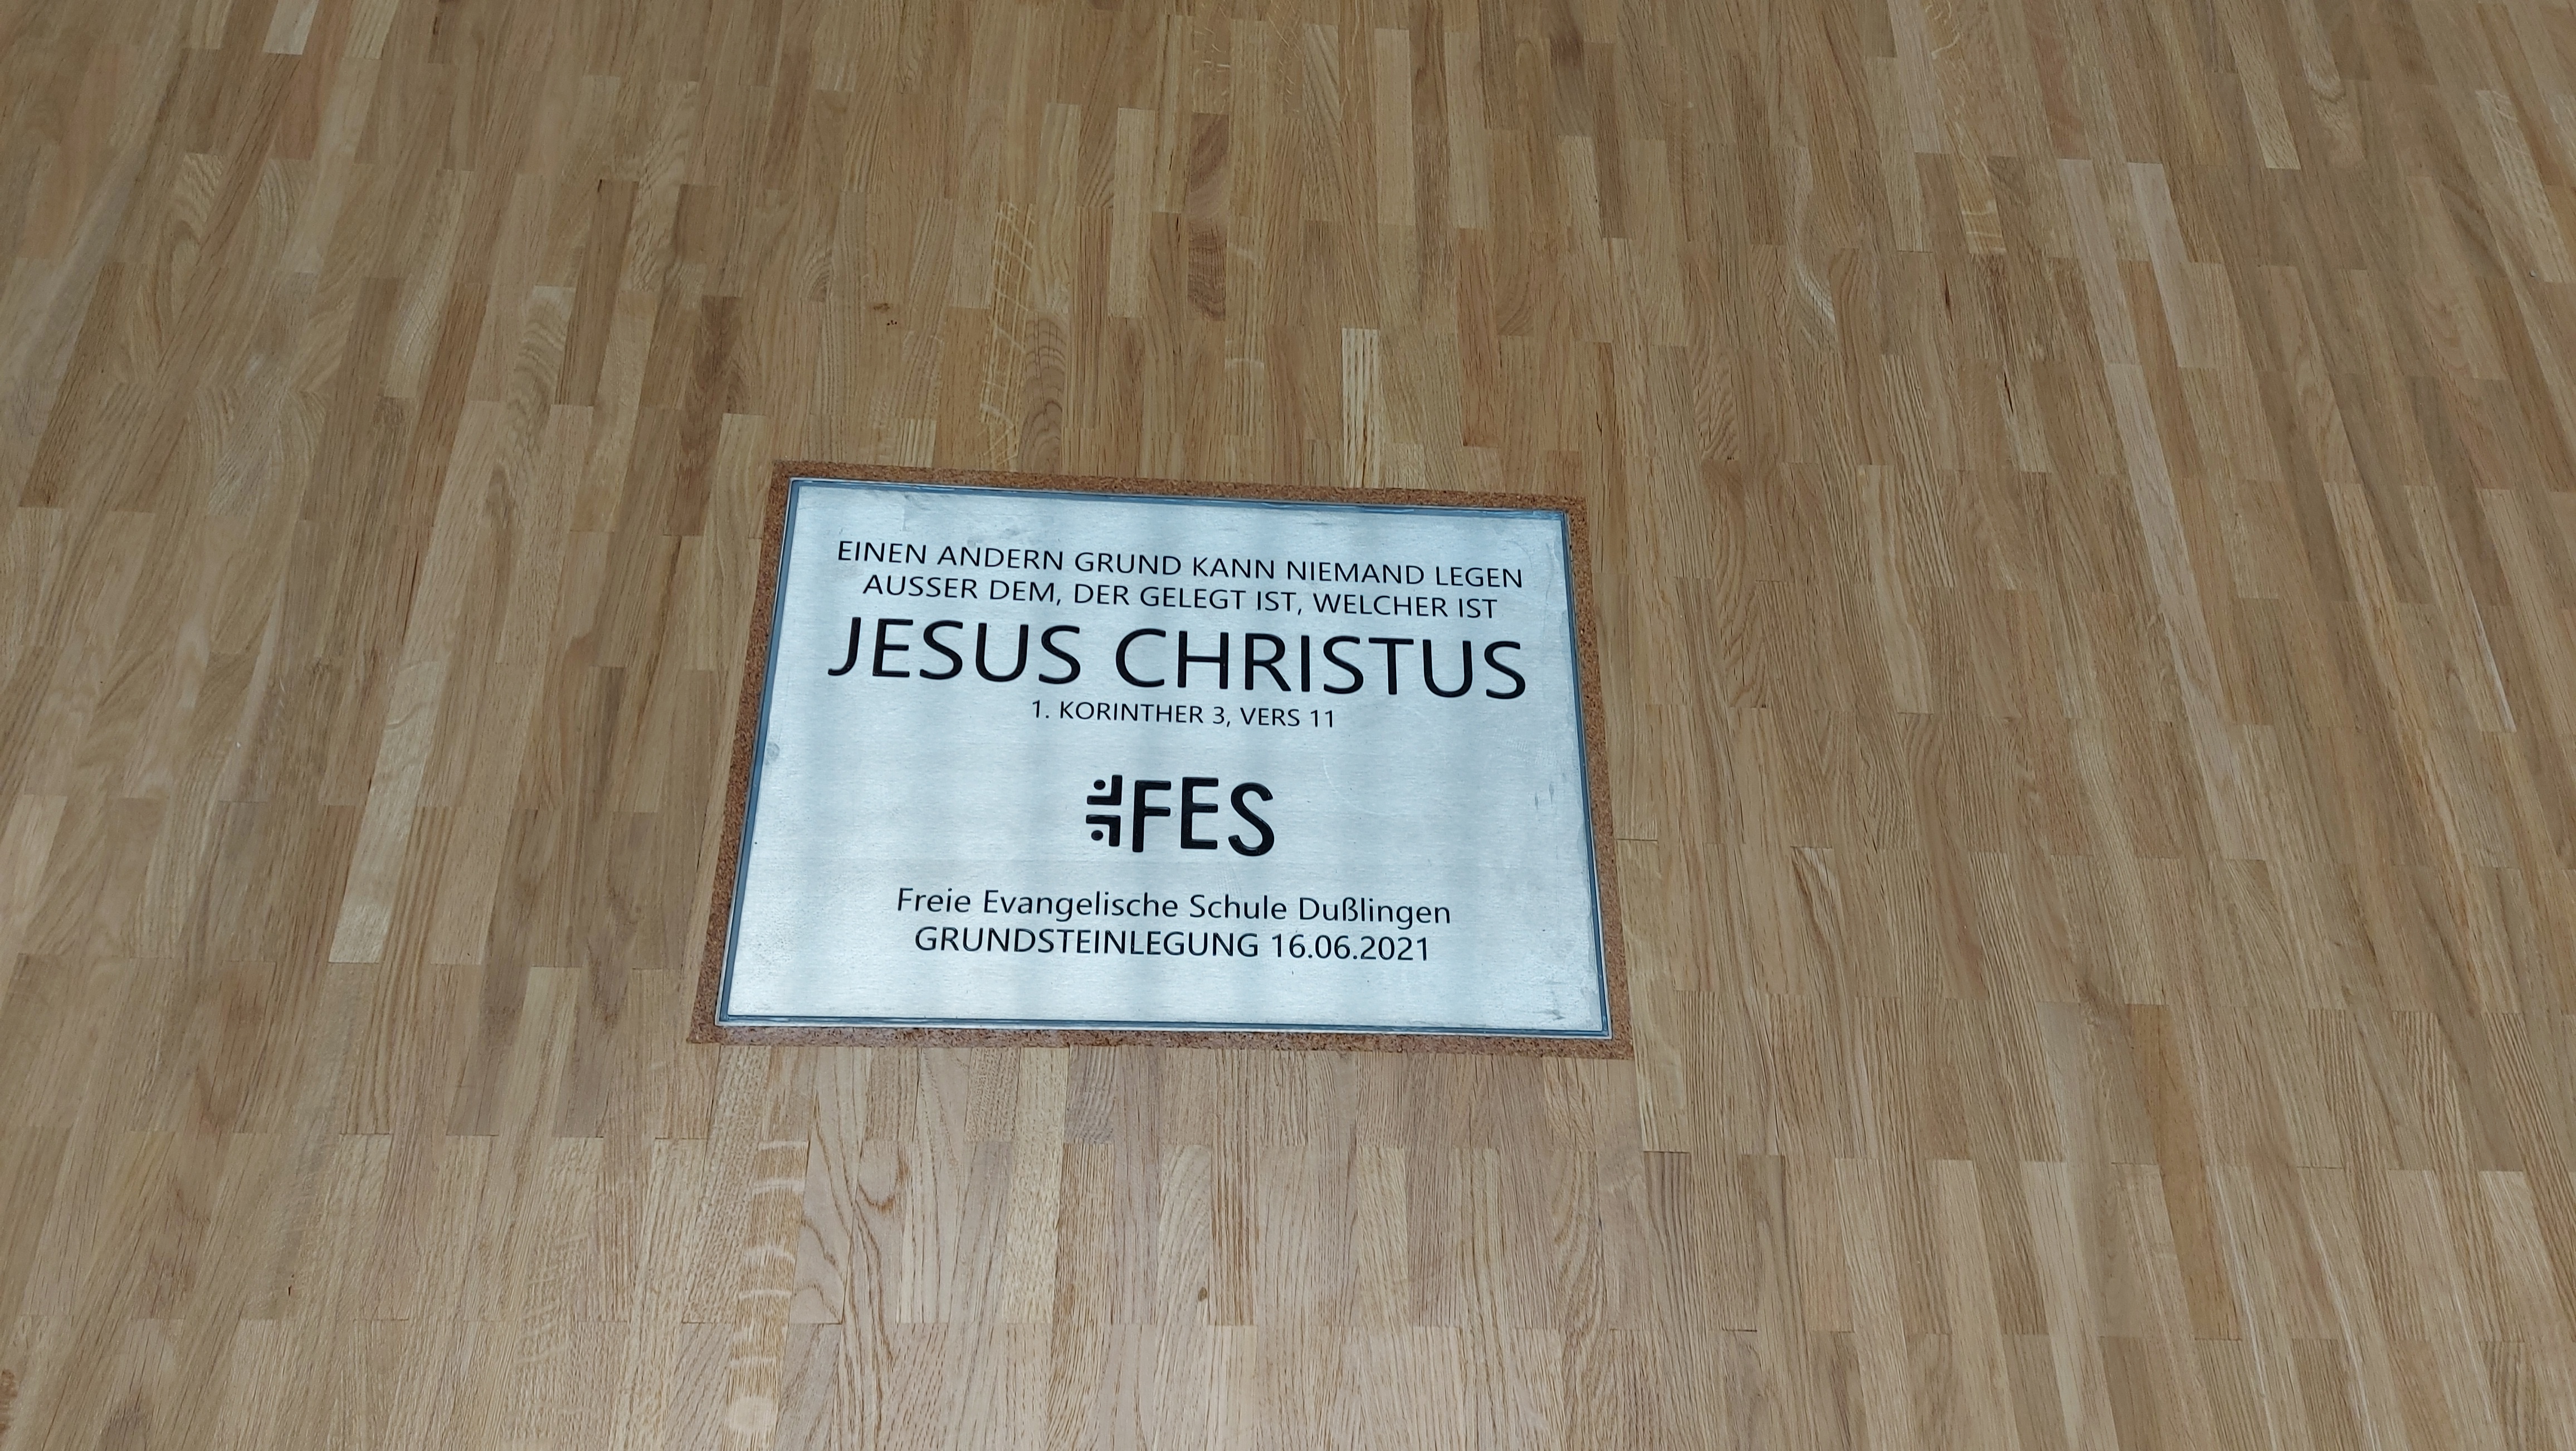 EINEN ANDERN GRUND KANN NIEMAND LEGEN
AUSSER DEM, DER GELEGT IST, WELCHER IST
JESUS CHRISTUS
1. KORINTHER 3, VERS 11
FES
Freie Evangelische Schule Dußlingen
GRUNDSTEINLEGUNG 16.06.2021